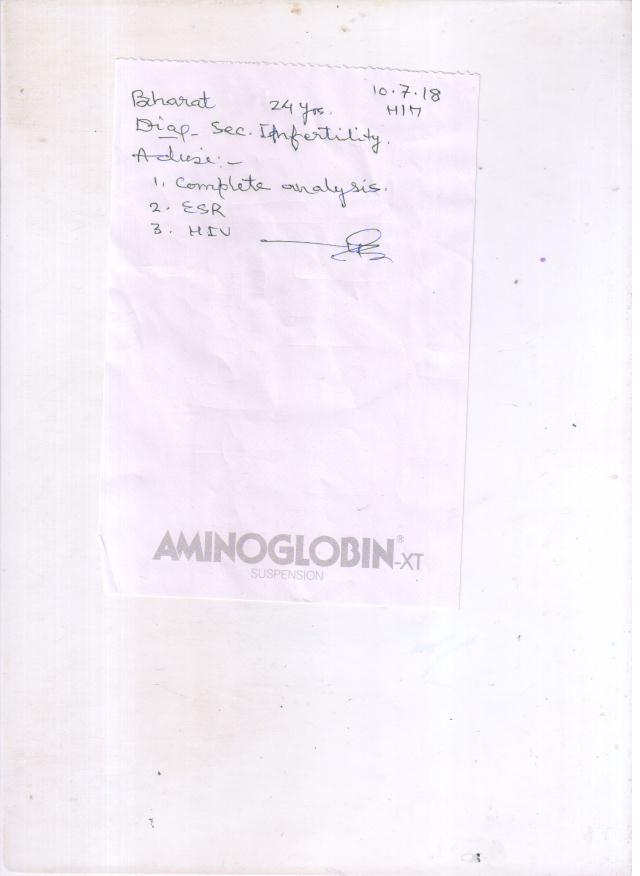 10.7.18
Bharat 24 yrs. HIM
Diag- Sec. Infertility.
Advise:-
1. Complete analysis.
2. ESR
3. HIV
AMINOGLOBIN®-XT
SUSPENSION